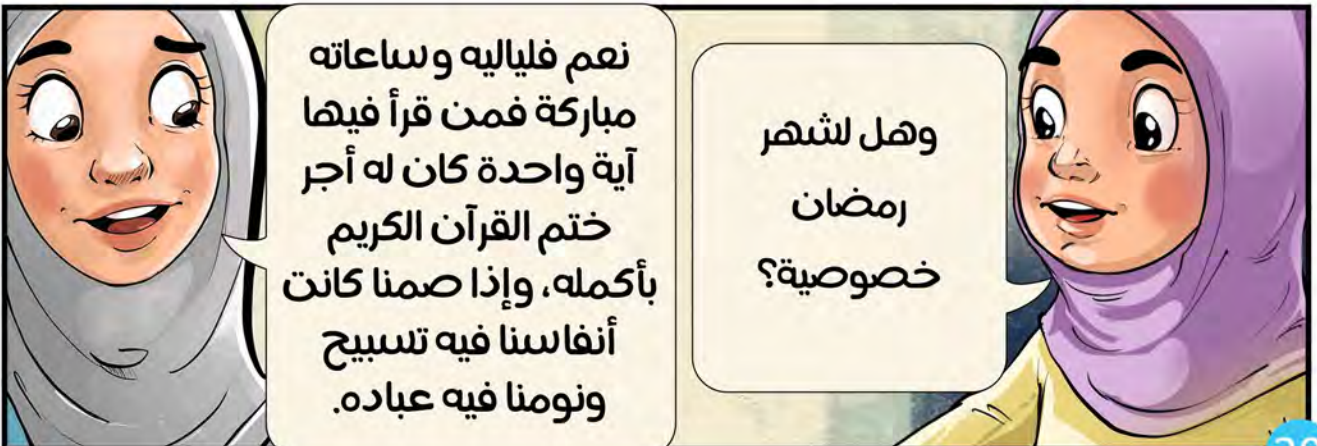 وهل لشهر
رمضان
خصوصية؟
نعم فلياليه وساعاته
مباركة فمن قرأ فيها
آية واحدة كان له أجر
ختم القرآن الكريم
بأكمله، وإذا صمنا كانت
أنفاسنا فيه تسبيح
ونومنا فيه عباده.